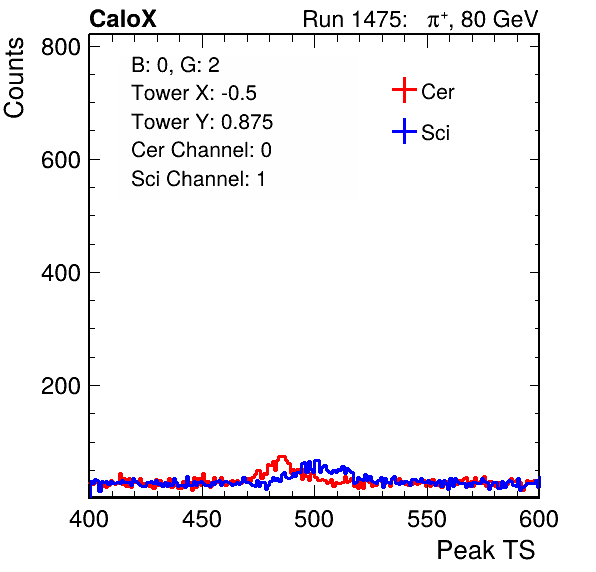 CaloX Run 1475: π⁺, 80 GeV
Counts
800
600
400
200
B: 0, G: 2
Tower X: -0.5
Tower Y: 0.875
Cer Channel: 0
Sci Channel: 1
Cer
Sci
400 450 500 550 600
Peak TS